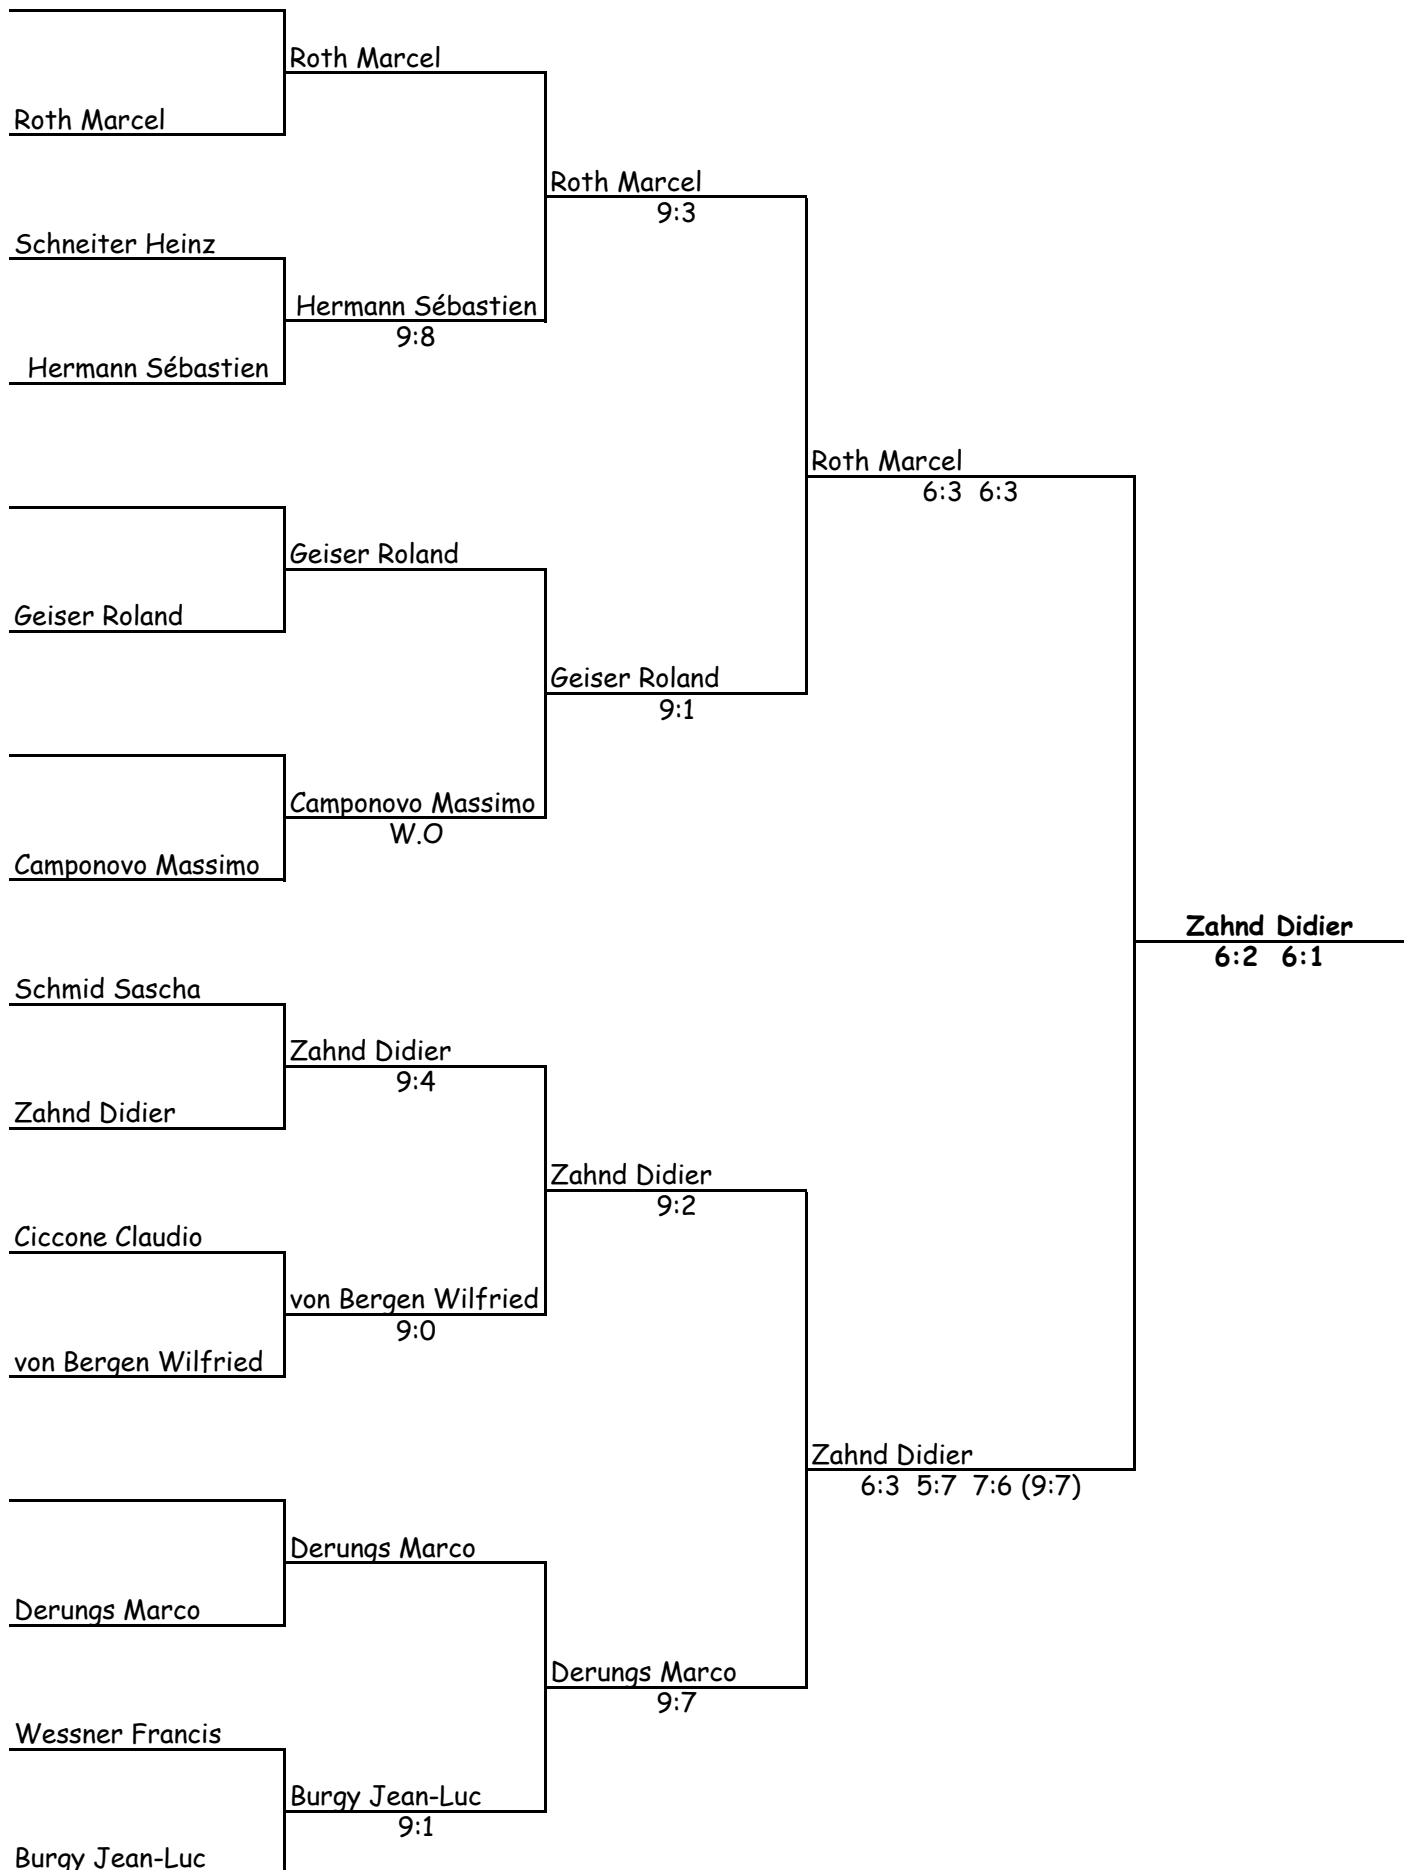 Roth Marcel
Roth Marcel
Roth Marcel
9:3
Schneiter Heinz
Hermann Sébastien
9:8
Hermann Sébastien
Roth Marcel
6:3 6:3
Geiser Roland
Geiser Roland
Geiser Roland
9:1
Camponovo Massimo
W.O
Camponovo Massimo
Zahnd Didier
6:2 6:1
Schmid Sascha
Zahnd Didier
9:4
Zahnd Didier
Zahnd Didier
9:2
Ciccone Claudio
von Bergen Wilfried
9:0
von Bergen Wilfried
Zahnd Didier
6:3 5:7 7:6 (9:7)
Derungs Marco
Derungs Marco
Derungs Marco
9:7
Wessner Francis
Burgy Jean-Luc
9:1
Burgy Jean-Luc